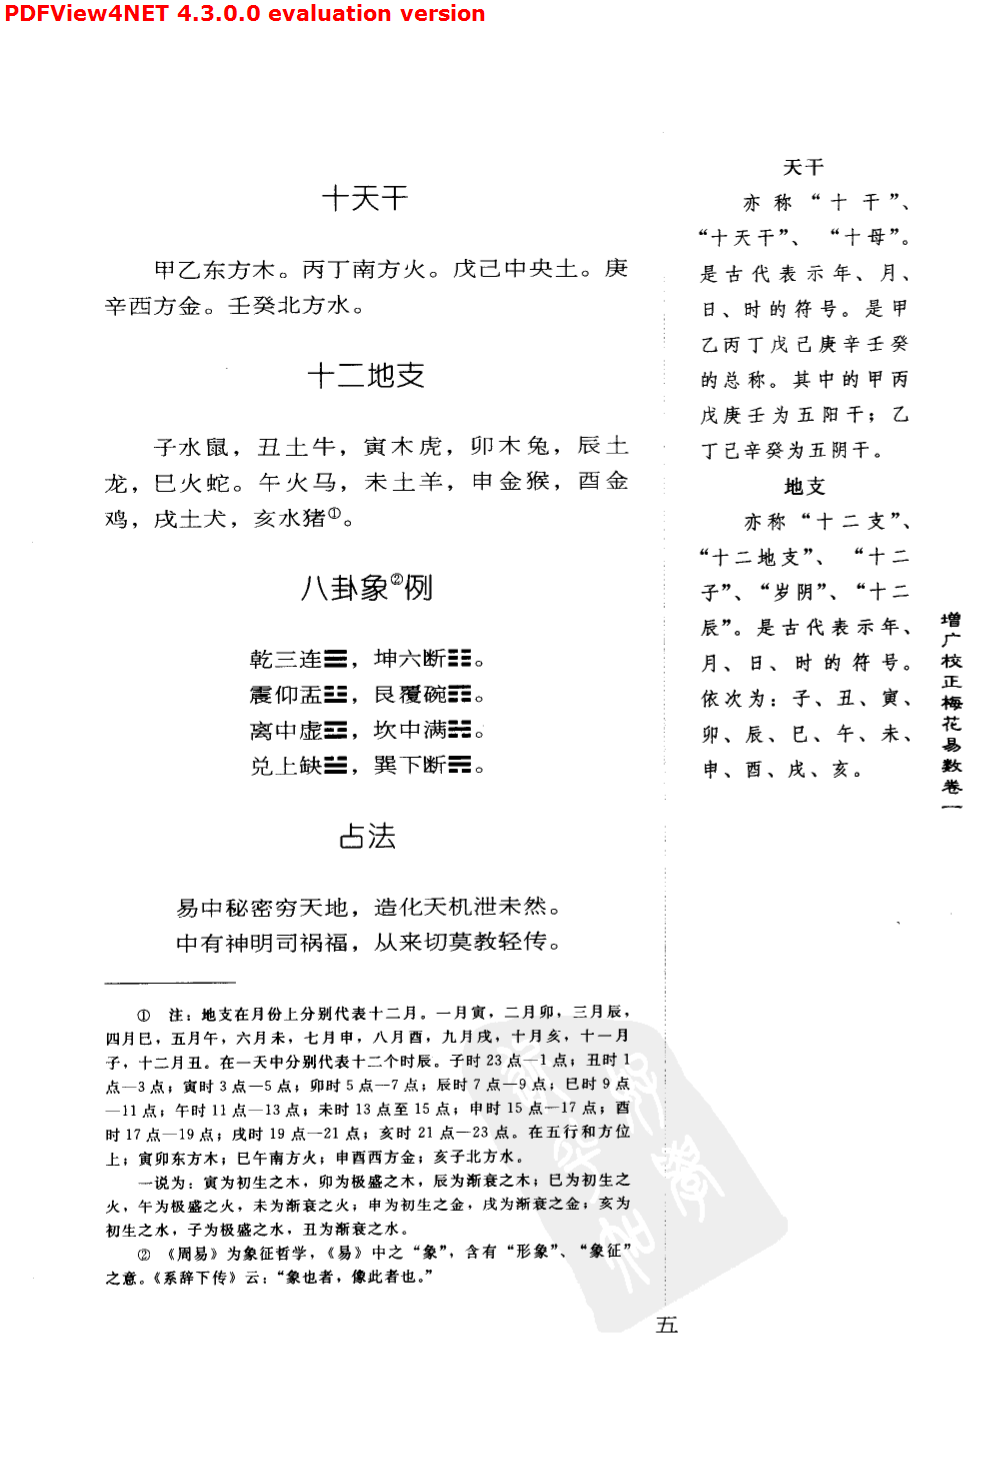 PDFView4NET 4.3.0.0 evaluation version
十天干
甲乙东方木。丙丁南方火。戊己中央土。庚
辛西方金。壬癸北方水。
十二地支
子水鼠，丑土牛，寅木虎，卯木兔，辰土
龙，巳火蛇。午火马，未土羊，申金猴，酉金
鸡，戌土犬，亥水猪①。
八卦象②例
乾三连☰，坤六断☷。
震仰盂☳，艮覆碗☶。
离中虚☲，坎中满☵。
兑上缺☱，巽下断☴。
占法
易中秘密穷天地，造化天机泄未然。
中有神明司祸福，从来切莫教轻传。
① 注：地支在月份上分别代表十二月。一月寅，二月卯，三月辰，
四月巳，五月午，六月未，七月申，八月酉，九月戌，十月亥，十一月
子，十二月丑。在一天中分别代表十二个时辰。子时 23 点—1 点；丑时 1
点—3 点；寅时 3 点—5 点；卯时 5 点—7 点；辰时 7 点—9 点；巳时 9 点
—11 点；午时 11 点—13 点；未时 13 点至 15 点；申时 15 点—17 点；酉
时 17 点—19 点；戌时 19 点—21 点；亥时 21 点—23 点。在五行和方位
上；寅卯东方木；巳午南方火；申酉西方金；亥子北方水。
一说为：寅为初生之木，卯为极盛之木，辰为渐衰之木；巳为初生之
火，午为极盛之火，未为渐衰之火；申为初生之金，戌为渐衰之金；亥为
初生之水，子为极盛之水，丑为渐衰之水。
② 《周易》为象征哲学，《易》中之“象”，含有“形象”、“象征”
之意。《系辞下传》云：“象也者，像此者也。”
天干
亦称“十干”、
“十天干”、“十母”。
是古代表示年、月、
日、时的符号。是甲
乙丙丁戊己庚辛壬癸
的总称。其中的甲丙
戊庚壬为五阳干；乙
丁己辛癸为五阴干。
地支
亦称“十二支”、
“十二地支”、“十二
子”、“岁阴”、“十二
辰”。是古代表示年、
月、日、时的符号。
依次为：子、丑、寅、
卯、辰、巳、午、未、
申、酉、戌、亥。
增广校正梅花易数卷一
五